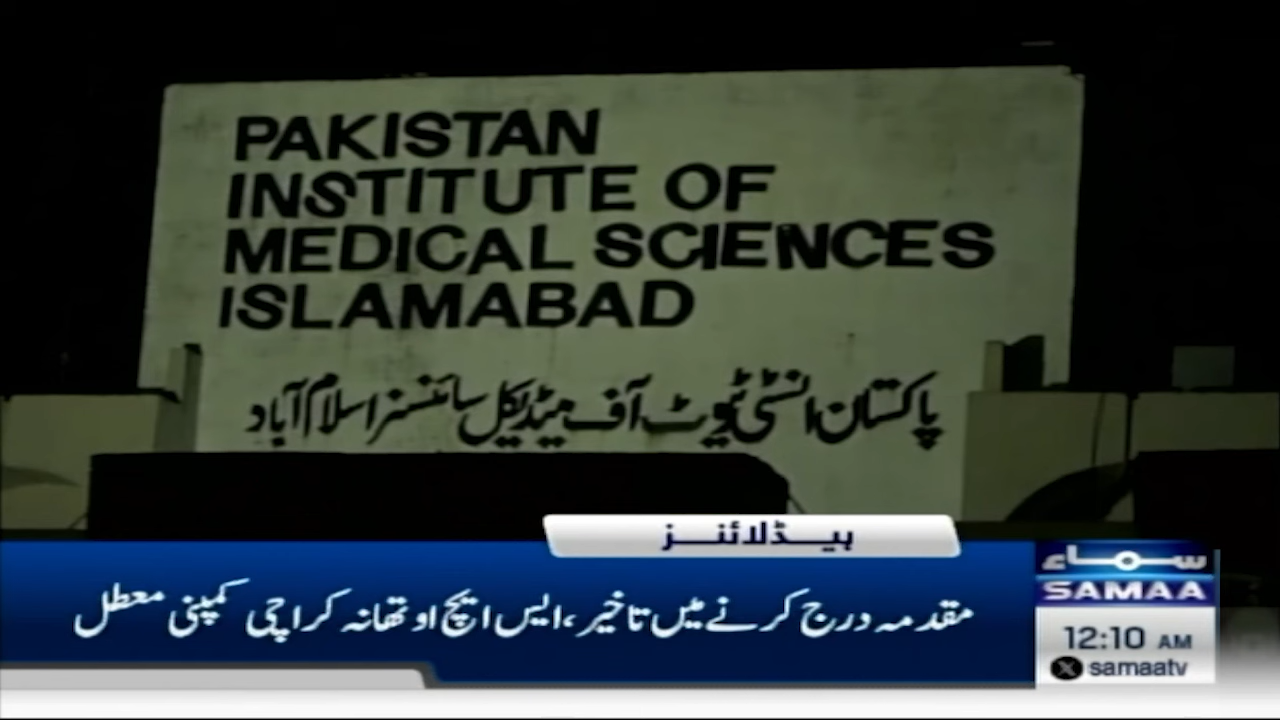 PAKISTAN
INSTITUTE OF
MEDICAL SCIENCES
ISLAMABAD
پاکستان انسٹی ٹیوٹ آف میڈیکل سائنسز اسلام آباد
ہیڈلائنز
مقدمہ درج کرنے میں تاخیر، ایس ایچ او تھانہ کراچی کمپنی معطل
سماء
SAMAA
12:10 AM
samaatv